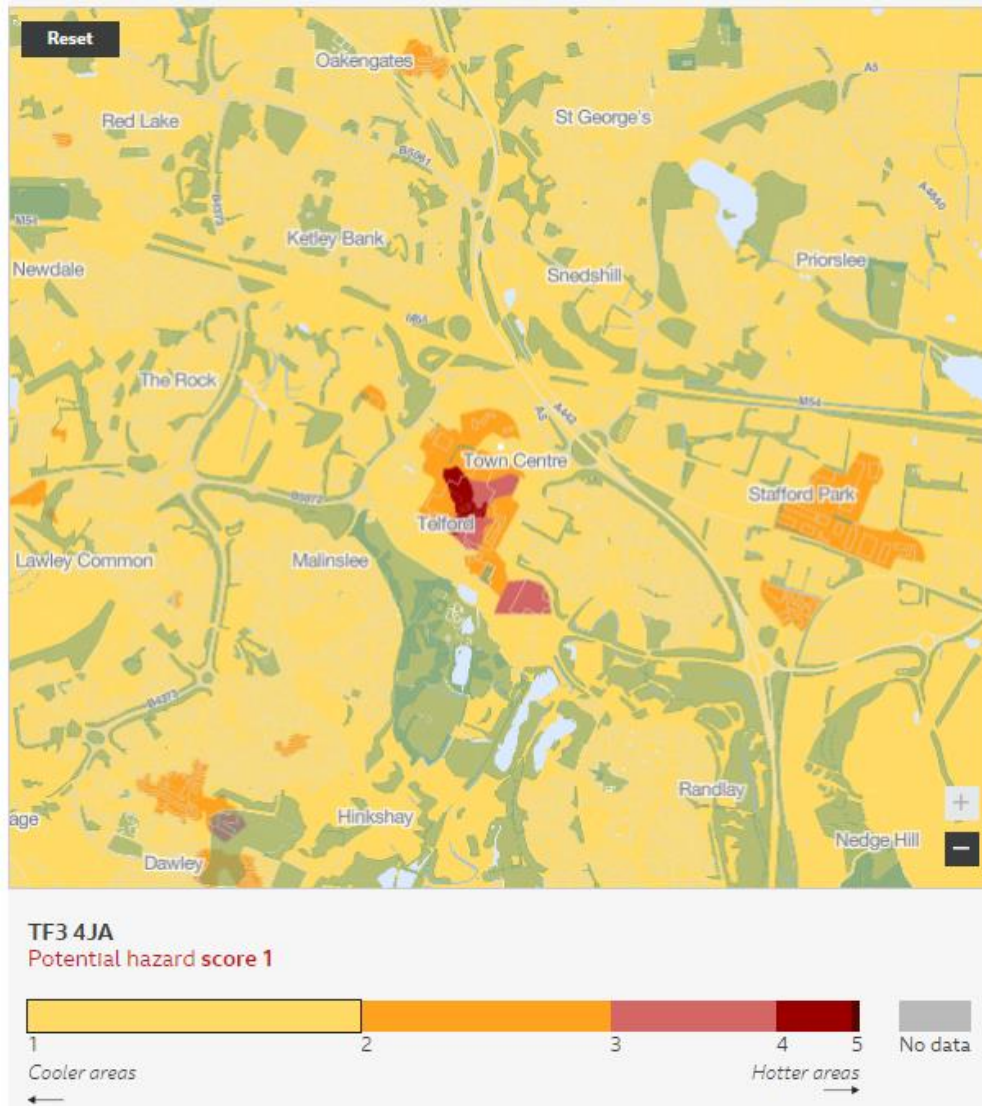 Reset
Oakengates
A5
Red Lake
St George's
B5061
B4373
A4640
M54
Ketley Bank
Newdale
Snedshill
Priorslee
M54
The Rock
A5
A442
M54
Town Centre
Stafford Park
B5072
Telford
Lawley Common
Malinslee
B4373
Randlay
age
Hinkshay
+
Nedge Hill
Dawley
−
TF3 4JA
Potential hazard score 1
1 2 3 4 5 No data
Cooler areas Hotter areas
← →